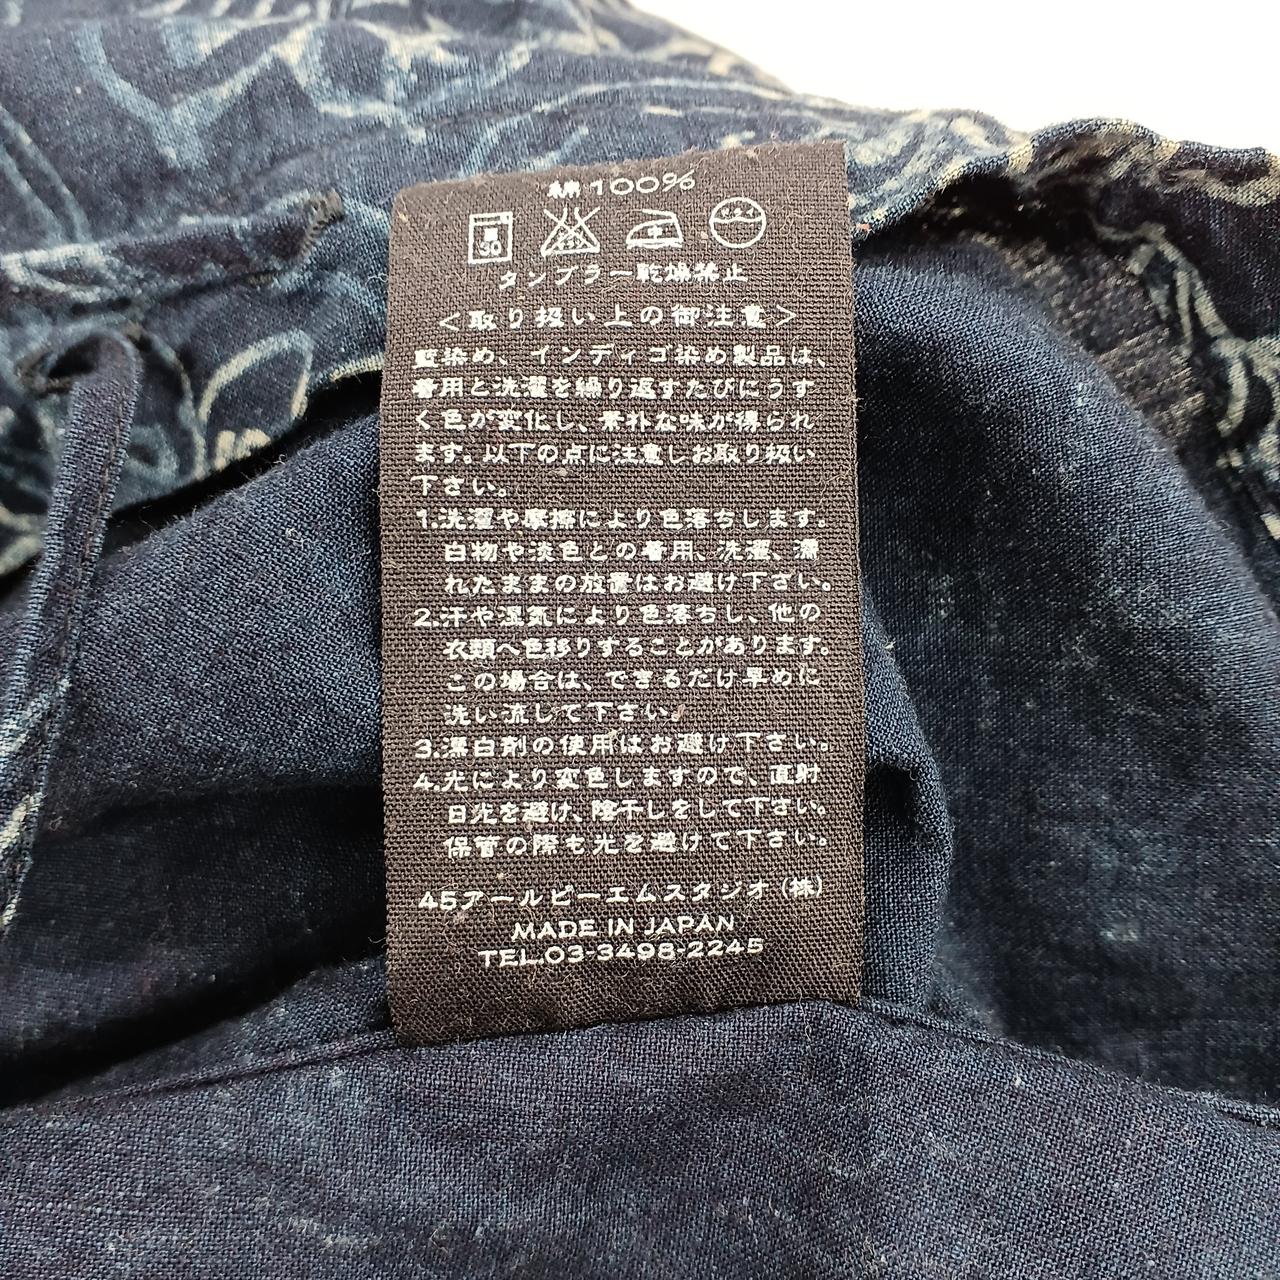 綿100%
タンブラー乾燥禁止
<取り扱い上の御注意>
藍染め、インディゴ染め製品は、
着用と洗濯を繰り返すたびにうす
く色が変化し、素朴な味が得られ
ます。以下の点に注意しお取り扱い
下さい。
1.洗濯や摩擦により色落ちします。
白物や淡色との着用、洗濯、濡
れたままの放置はお避け下さい。
2.汗や湿気により色落ちし、他の
衣類へ色移りすることがあります。
この場合は、できるだけ早めに
洗い流して下さい。
3.漂白剤の使用はお避け下さい。
4.光により変色しますので、直射
日光を避け、陰干しをして下さい。
保管の際も光を避けて下さい。
45アールピーエムスタジオ(株)
MADE IN JAPAN
TEL.03-3498-2245